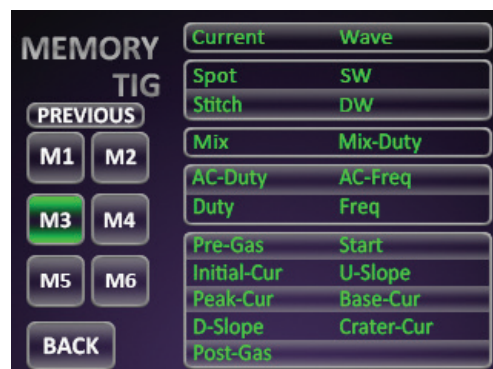 MEMORY
TIG
PREVIOUS
M1 M2
M3 M4
M5 M6
BACK
Current Wave
Spot SW
Stitch DW
Mix Mix-Duty
AC-Duty AC-Freq
Duty Freq
Pre-Gas Start
Initial-Cur U-Slope
Peak-Cur Base-Cur
D-Slope Crater-Cur
Post-Gas